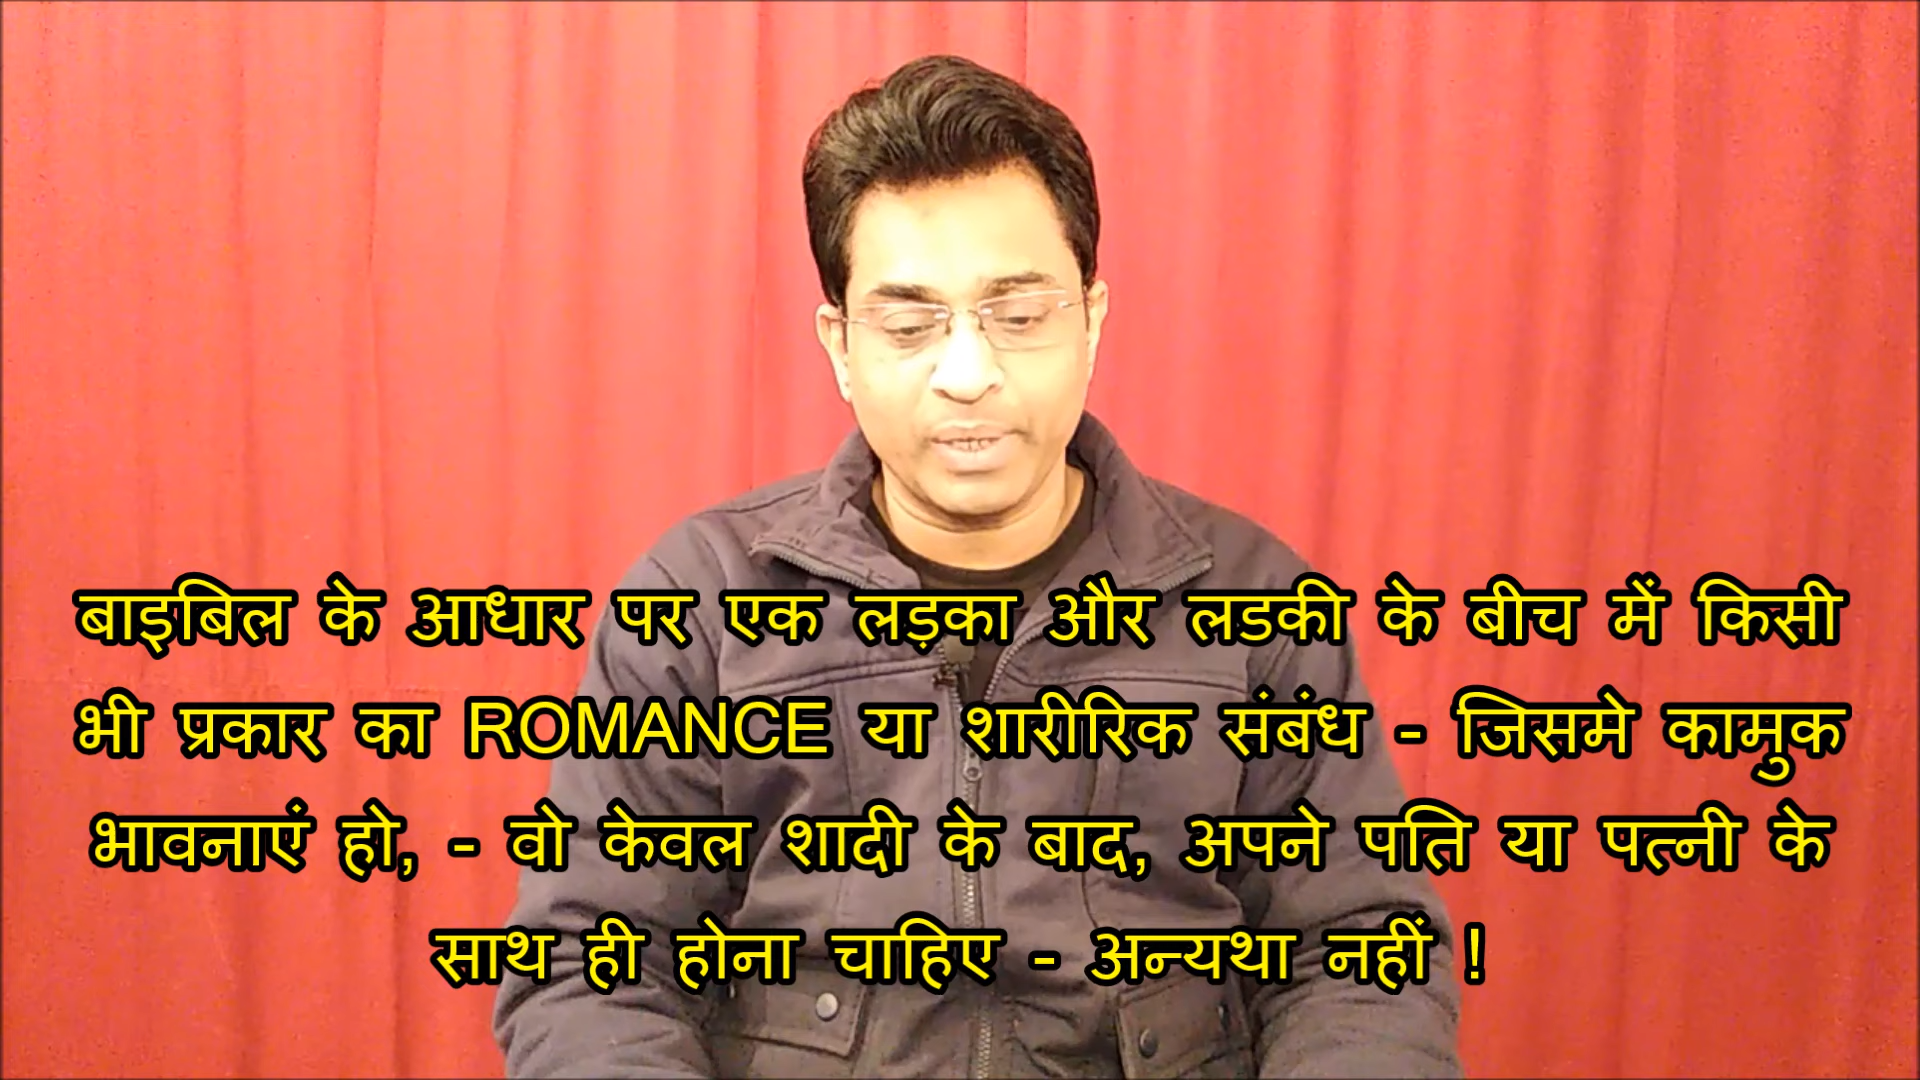 बाइबिल के आधार पर एक लड़का और लडकी के बीच में किसी
भी प्रकार का ROMANCE या शारीरिक संबंध - जिसमे कामुक
भावनाएं हो, - वो केवल शादी के बाद, अपने पति या पत्नी के
साथ ही होना चाहिए - अन्यथा नहीं !